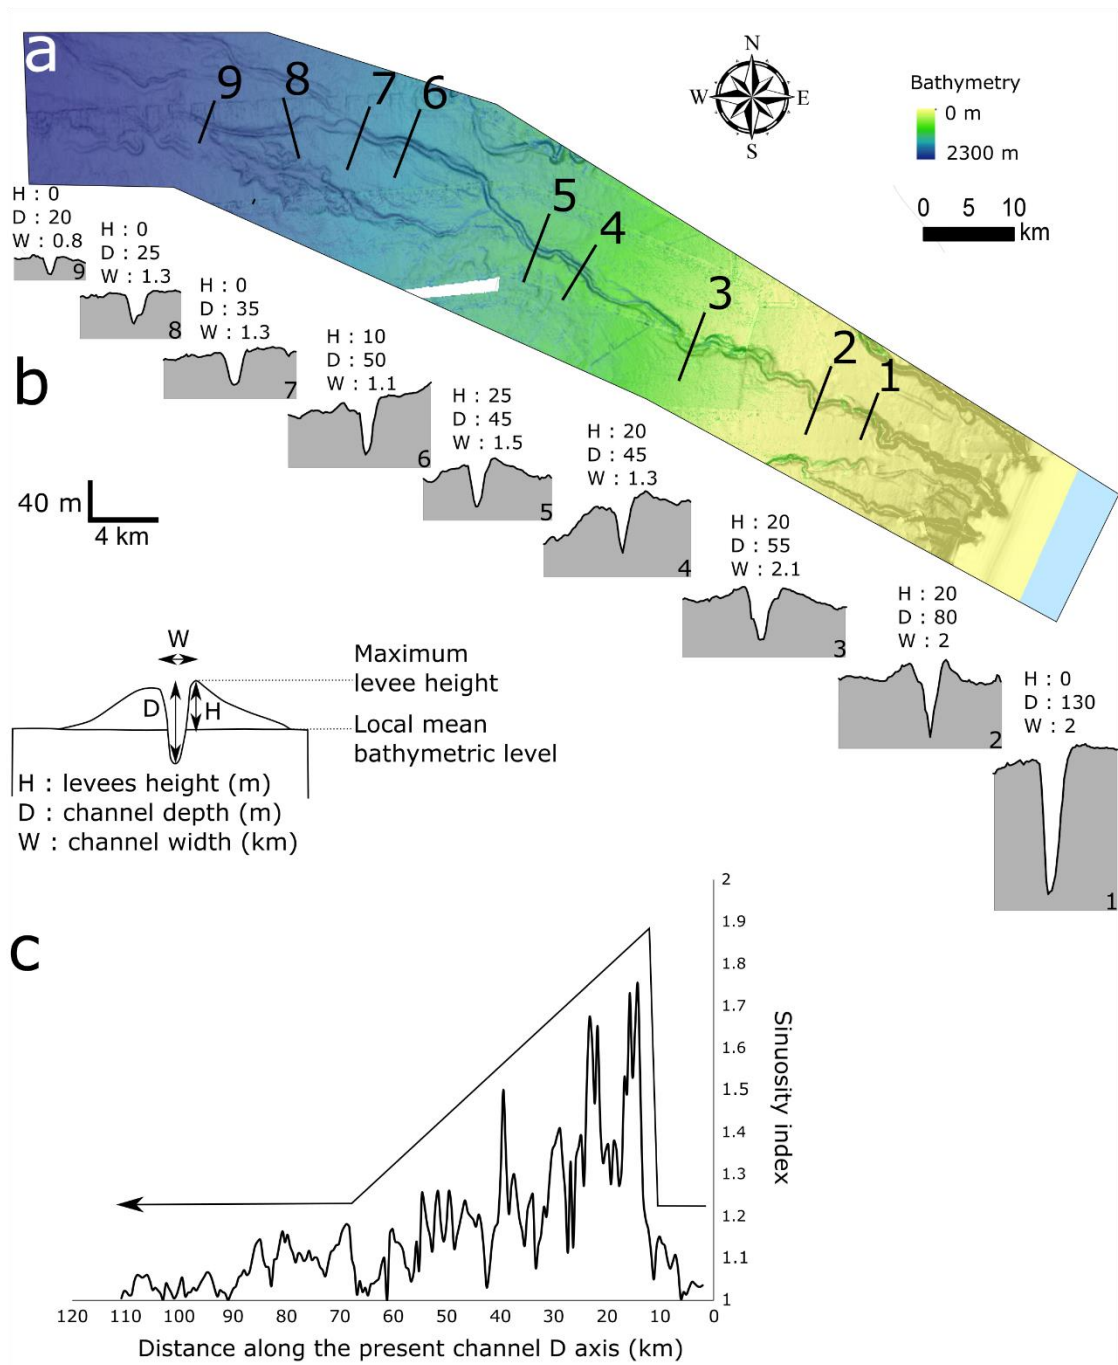 a
N
W E
S
Bathymetry
0 m
2300 m
0 5 10
km
9 8 7 6
5 4
3
2 1
H : 0
D : 20
W : 0.8
9
H : 0
D : 25
W : 1.3
8
H : 0
D : 35
W : 1.3
7
H : 10
D : 50
W : 1.1
6
H : 25
D : 45
W : 1.5
5
H : 20
D : 45
W : 1.3
4
H : 20
D : 55
W : 2.1
3
H : 20
D : 80
W : 2
2
H : 0
D : 130
W : 2
1
b
40 m
4 km
W
D
H
Maximum
levee height
Local mean
bathymetric level
H : levees height (m)
D : channel depth (m)
W : channel width (km)
c
2
1.9
1.8
1.7
1.6
1.5
1.4
1.3
1.2
1.1
1
Sinuosity index
120 110 100 90 80 70 60 50 40 30 20 10 0
Distance along the present channel D axis (km)